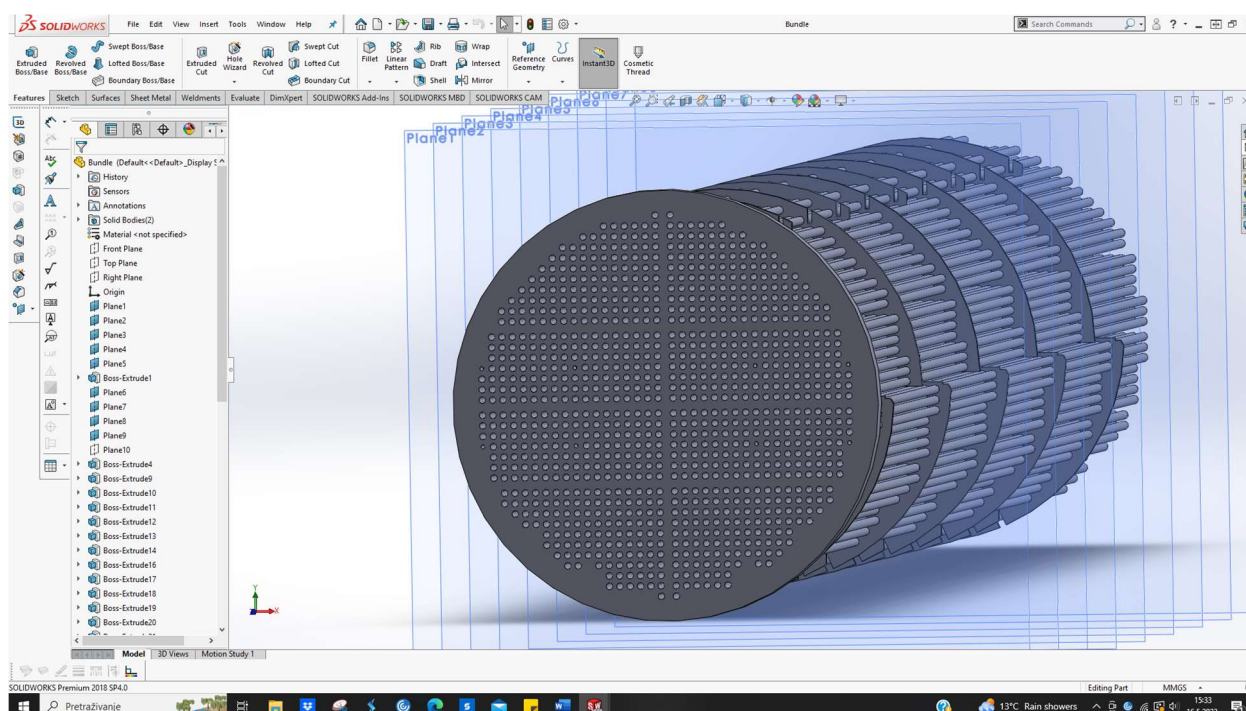 SOLIDWORKS File Edit View Insert Tools Window Help Bundle Search Commands
Extruded Boss/Base Revolved Boss/Base Swept Boss/Base Lofted Boss/Base Boundary Boss/Base Extruded Cut Hole Wizard Revolved Cut Swept Cut Lofted Cut Boundary Cut Fillet Linear Pattern Rib Draft Shell Wrap Intersect Mirror Reference Geometry Curves Instant3D Cosmetic Thread
Features Sketch Surfaces Sheet Metal Weldments Evaluate DimXpert SOLIDWORKS Add-Ins SOLIDWORKS MBD SOLIDWORKS CAM
Plane1 Plane2 Plane3 Plane4
Bundle (Default<<Default>_Display S
History
Sensors
Annotations
Solid Bodies(2)
Material <not specified>
Front Plane
Top Plane
Right Plane
Origin
Plane1
Plane2
Plane3
Plane4
Plane5
Boss-Extrude1
Plane6
Plane7
Plane8
Plane9
Plane10
Boss-Extrude4
Boss-Extrude9
Boss-Extrude10
Boss-Extrude11
Boss-Extrude12
Boss-Extrude13
Boss-Extrude14
Boss-Extrude16
Boss-Extrude17
Boss-Extrude18
Boss-Extrude19
Boss-Extrude20
Y
X
Model 3D Views Motion Study 1
SOLIDWORKS Premium 2018 SP4.0 Editing Part MMGS
Pretraživanje 13°C Rain showers 15:33